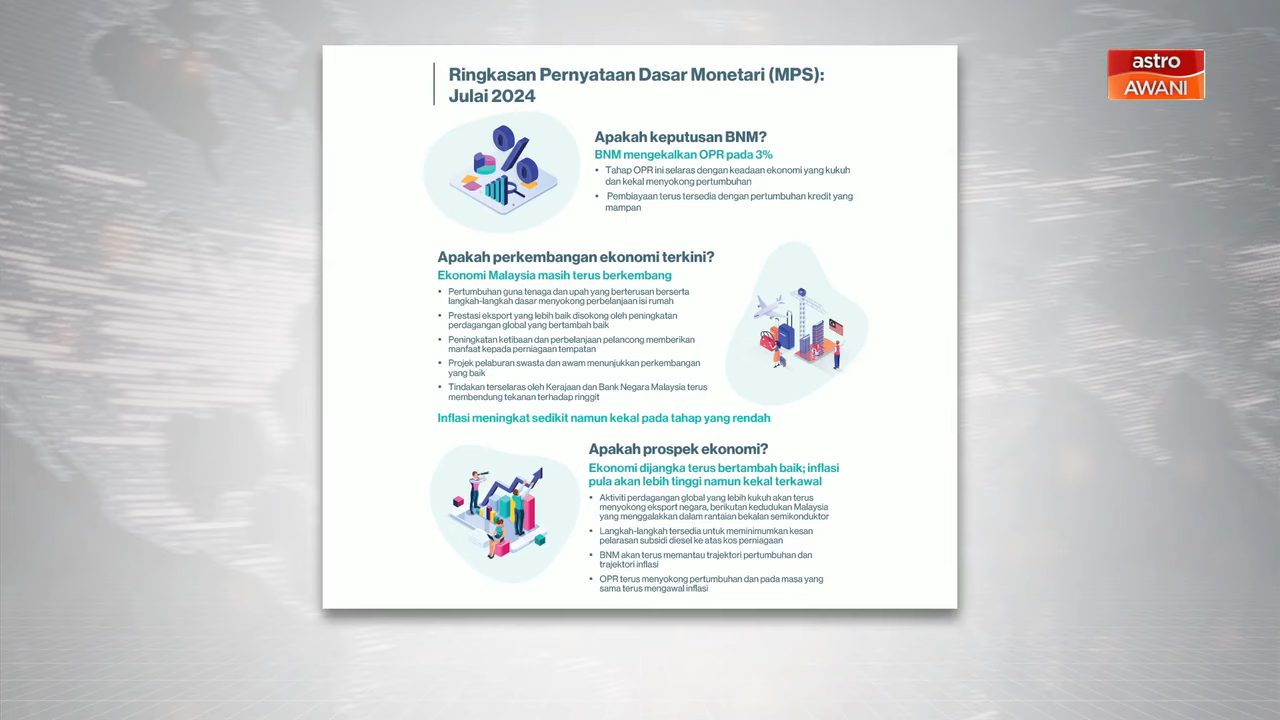 astro
AWANI
Ringkasan Pernyataan Dasar Monetari (MPS):
Julai 2024
Apakah keputusan BNM?
BNM mengekalkan OPR pada 3%
• Tahap OPR ini selaras dengan keadaan ekonomi yang kukuh
dan kekal menyokong pertumbuhan
• Pembiayaan terus tersedia dengan pertumbuhan kredit yang
mampan
Apakah perkembangan ekonomi terkini?
Ekonomi Malaysia masih terus berkembang
• Pertumbuhan guna tenaga dan upah yang berterusan berserta
langkah-langkah dasar menyokong perbelanjaan isi rumah
• Prestasi eksport yang lebih baik disokong oleh peningkatan
perdagangan global yang bertambah baik
• Peningkatan ketibaan dan perbelanjaan pelancong memberikan
manfaat kepada perniagaan tempatan
• Projek pelaburan swasta dan awam menunjukkan perkembangan
yang baik
• Tindakan terselaras oleh Kerajaan dan Bank Negara Malaysia terus
membendung tekanan terhadap ringgit
Inflasi meningkat sedikit namun kekal pada tahap yang rendah
Apakah prospek ekonomi?
Ekonomi dijangka terus bertambah baik; inflasi
pula akan lebih tinggi namun kekal terkawal
• Aktiviti perdagangan global yang lebih kukuh akan terus
menyokong eksport negara, berikutan kedudukan Malaysia
yang menggalakkan dalam rantaian bekalan semikonduktor
• Langkah-langkah tersedia untuk meminimumkan kesan
pelarasan subsidi diesel ke atas kos perniagaan
• BNM akan terus memantau trajektori pertumbuhan dan
trajektori inflasi
• OPR terus menyokong pertumbuhan dan pada masa yang
sama terus mengawal inflasi